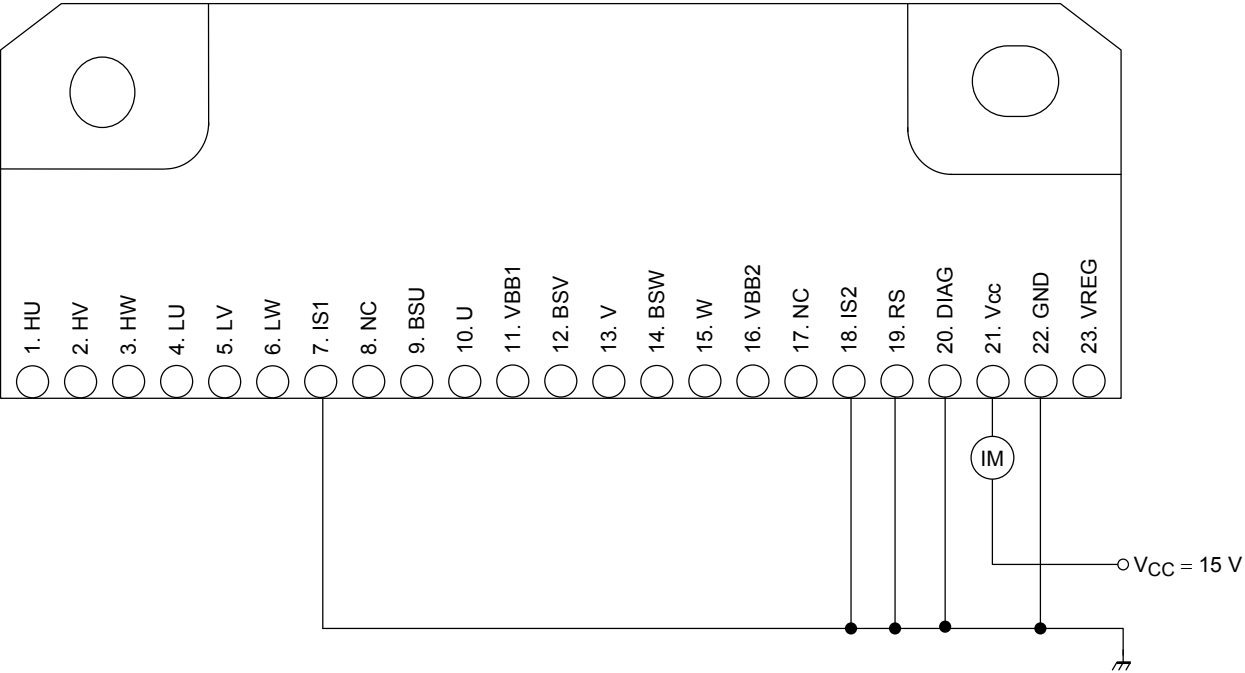 1. HU
2. HV
3. HW
4. LU
5. LV
6. LW
7. IS1
8. NC
9. BSU
10. U
11. VBB1
12. BSV
13. V
14. BSW
15. W
16. VBB2
17. NC
18. IS2
19. RS
20. DIAG
21. Vcc
22. GND
23. VREG
IM
VCC = 15 V